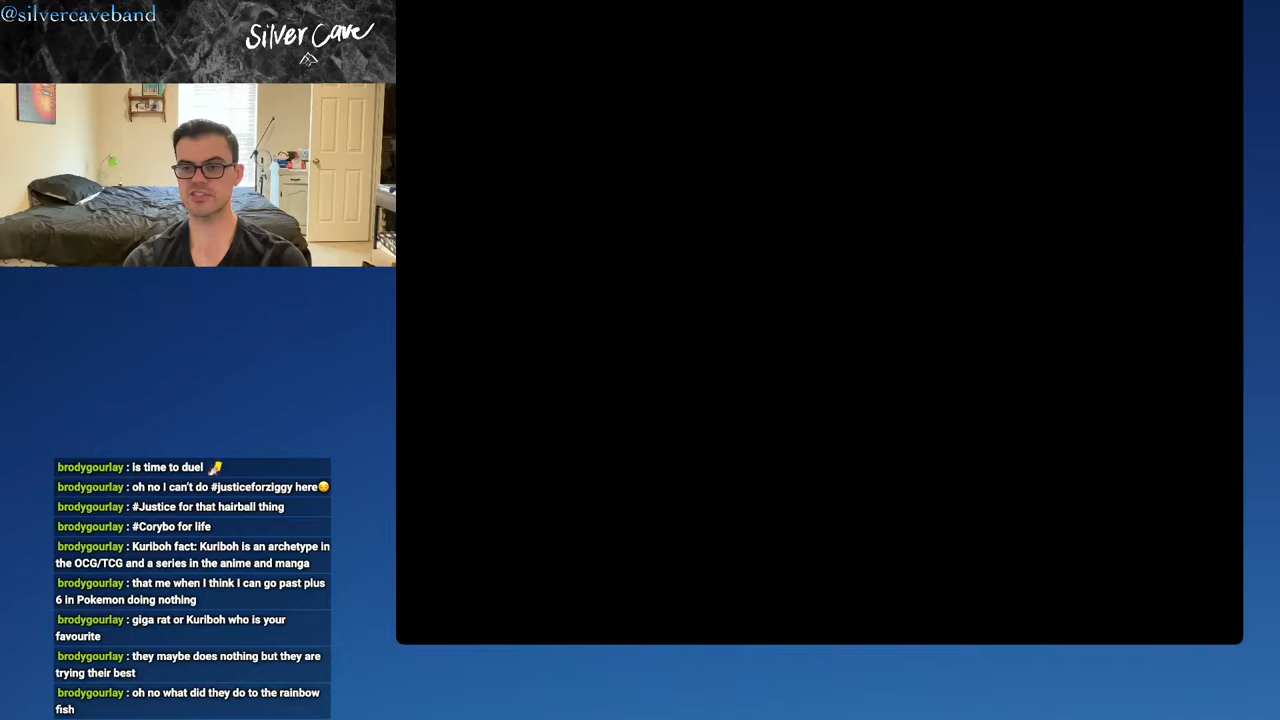 @silvercaveband
Silver Cave
brodygourlay : is time to duel
brodygourlay : oh no I can't do #justiceforziggy here
brodygourlay : #Justice for that hairball thing
brodygourlay : #Corybo for life
brodygourlay : Kuriboh fact: Kuriboh is an archetype in
the OCG/TCG and a series in the anime and manga
brodygourlay : that me when I think I can go past plus
6 in Pokemon doing nothing
brodygourlay : giga rat or Kuriboh who is your
favourite
brodygourlay : they maybe does nothing but they are
trying their best
brodygourlay : oh no what did they do to the rainbow
fish